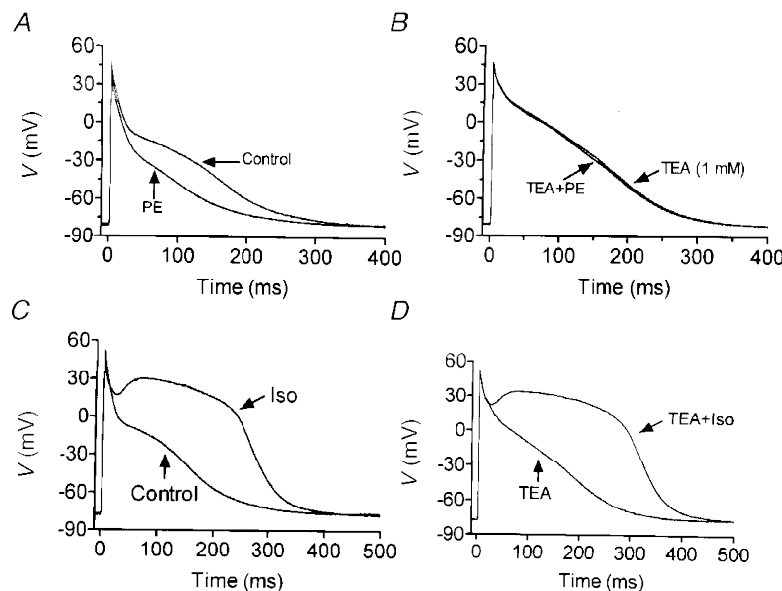 A
60
30
0
-30
-60
-90
V (mV)
Control
PE
0 100 200 300 400
Time (ms)
B
60
30
0
-30
-60
-90
V (mV)
TEA (1 mM)
TEA+PE
0 100 200 300 400
Time (ms)
C
60
30
0
-30
-60
-90
V (mV)
Iso
Control
0 100 200 300 400 500
Time (ms)
D
60
30
0
-30
-60
-90
V (mV)
TEA+Iso
TEA
0 100 200 300 400 500
Time (ms)